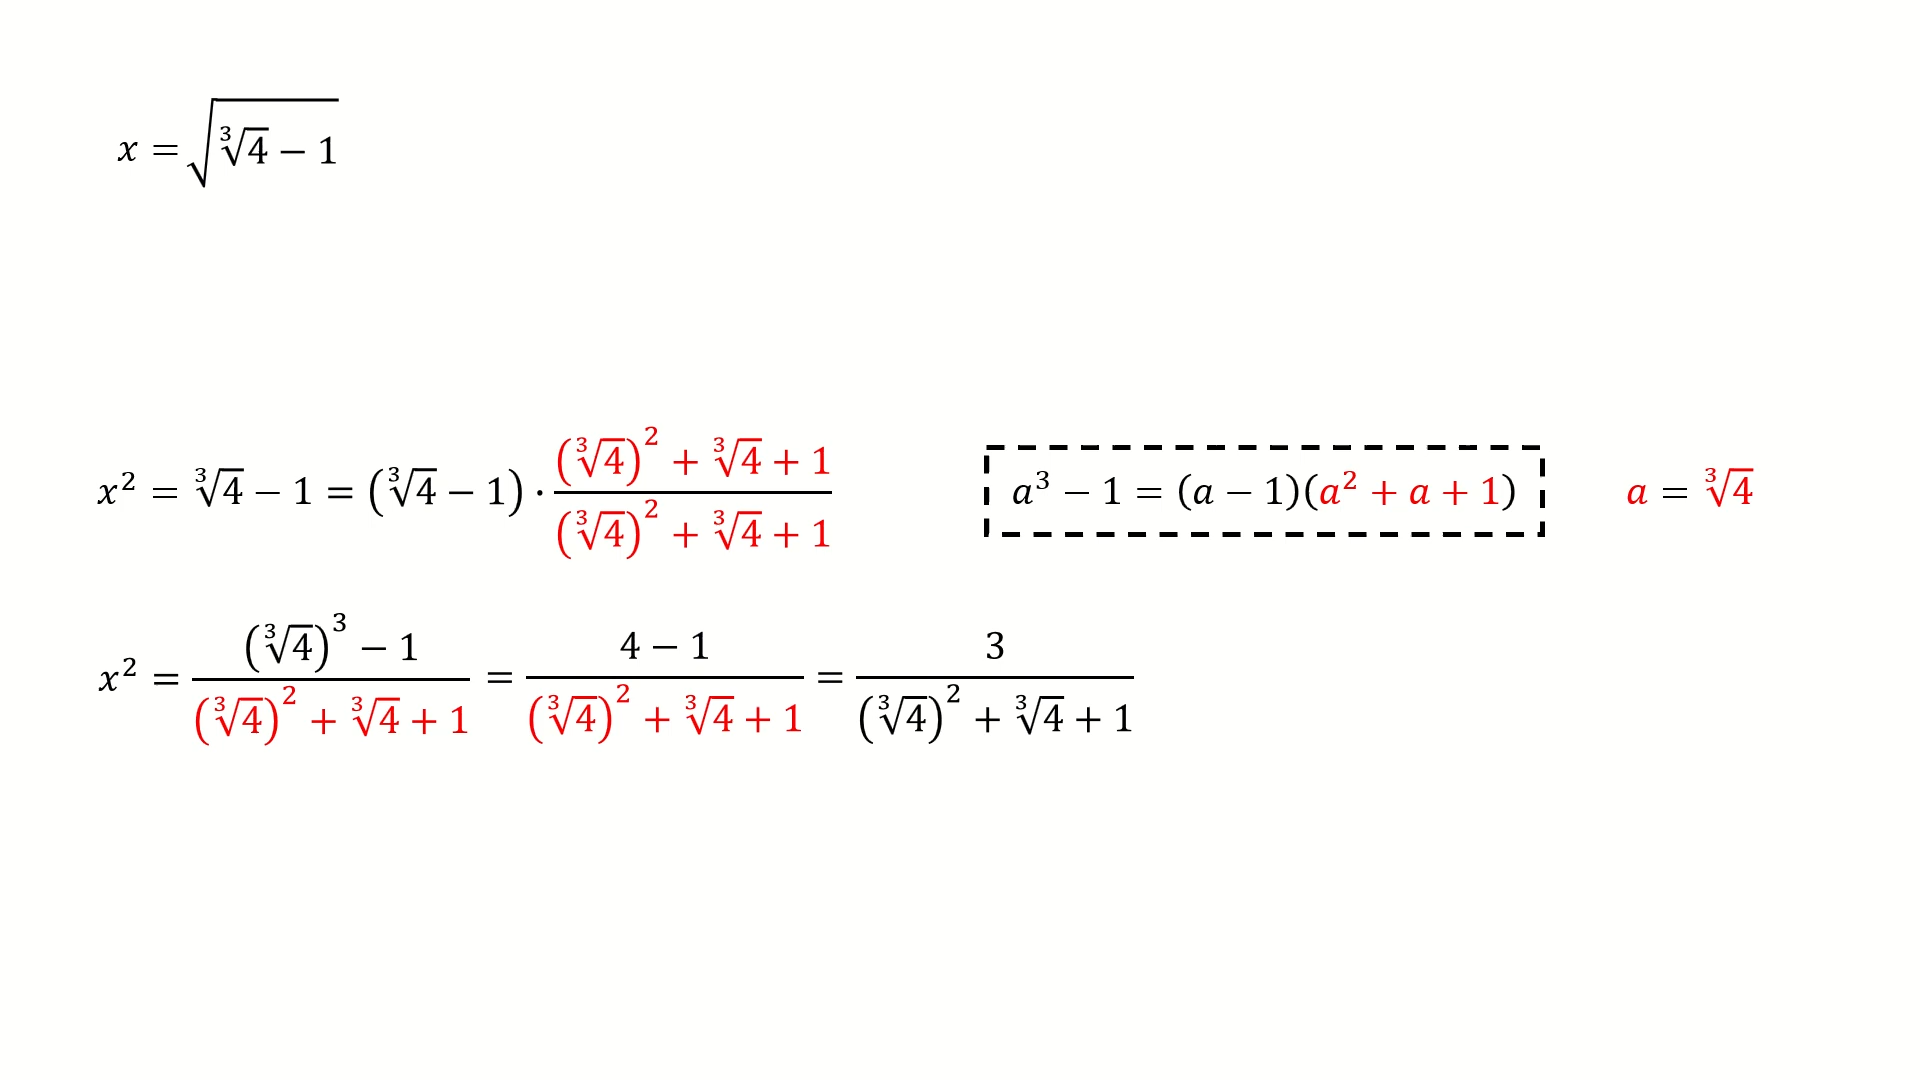 x = √(∛4 − 1)
x² = ∛4 − 1 = (∛4 − 1) · ((∛4)² + ∛4 + 1)/((∛4)² + ∛4 + 1)
a³ − 1 = (a − 1)(a² + a + 1)
a = ∛4
x² = ((∛4)³ − 1)/((∛4)² + ∛4 + 1) = (4 − 1)/((∛4)² + ∛4 + 1) = 3/((∛4)² + ∛4 + 1)